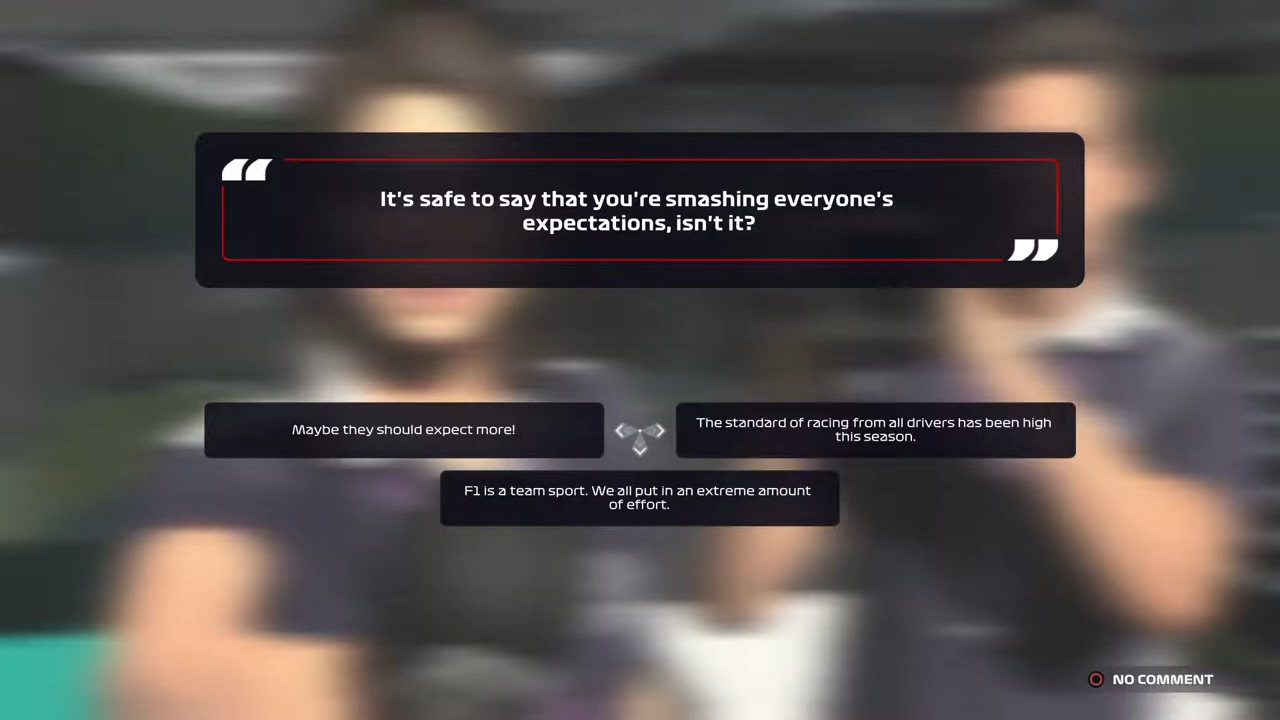 It's safe to say that you're smashing everyone's
expectations, isn't it?
Maybe they should expect more!
The standard of racing from all drivers has been high
this season.
F1 is a team sport. We all put in an extreme amount
of effort.
NO COMMENT